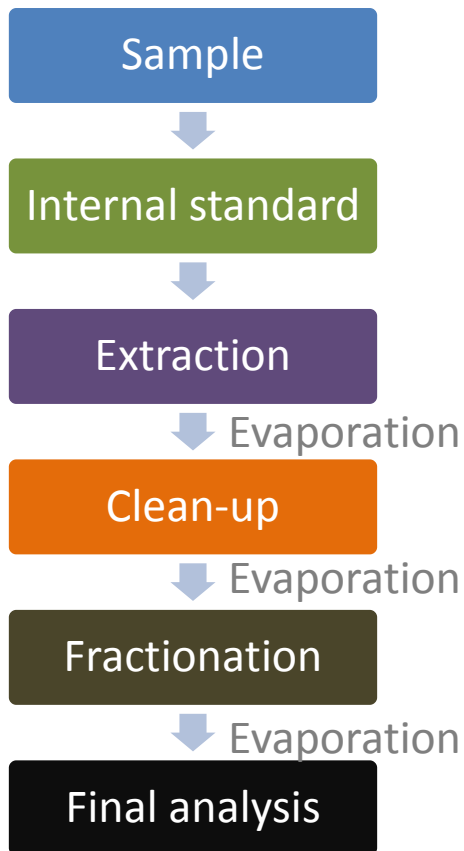 Sample
Internal standard
Extraction
Evaporation
Clean-up
Evaporation
Fractionation
Evaporation
Final analysis